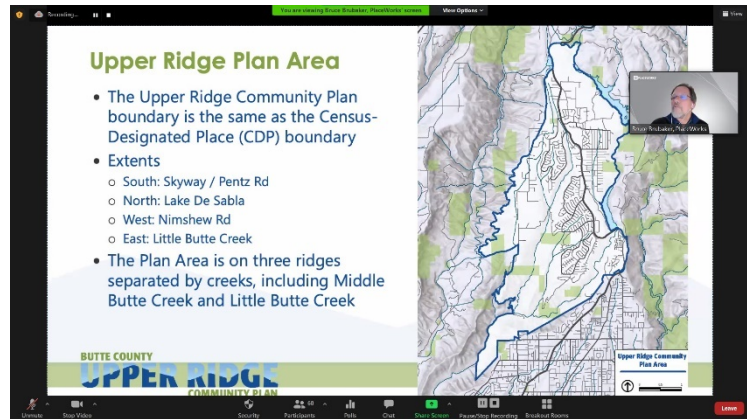 Recording...
You are viewing Bruce Brubaker, PlaceWorks' screen
View Options
View
Upper Ridge Plan Area
• The Upper Ridge Community Plan
boundary is the same as the Census-
Designated Place (CDP) boundary
• Extents
○ South: Skyway / Pentz Rd
○ North: Lake De Sabla
○ West: Nimshew Rd
○ East: Little Butte Creek
• The Plan Area is on three ridges
separated by creeks, including Middle
Butte Creek and Little Butte Creek
Bruce Brubaker, PlaceWorks
BUTTE COUNTY
UPPER RIDGE
COMMUNITY PLAN
Upper Ridge Community
Plan Area
Unmute
Stop Video
Security
Participants
68
Polls
Chat
Share Screen
Pause/Stop Recording
Breakout Rooms
Leave